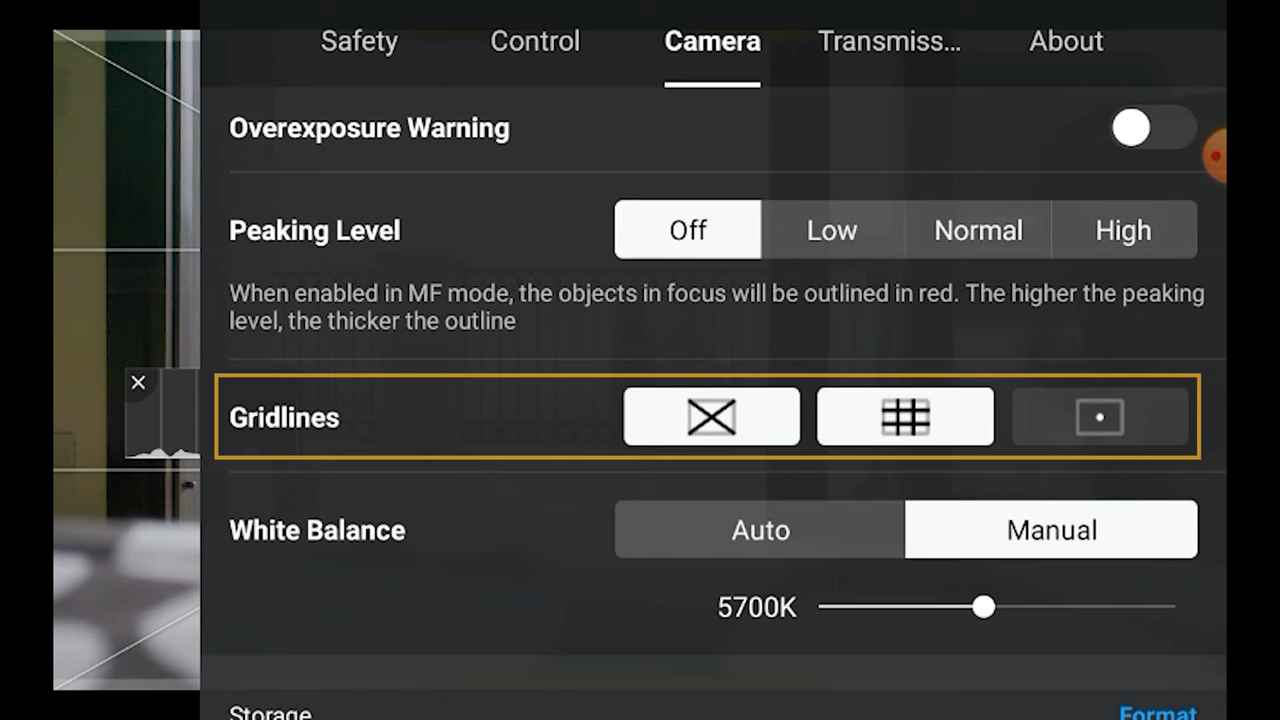 Safety Control Camera Transmiss... About
Overexposure Warning
Peaking Level Off Low Normal High
When enabled in MF mode, the objects in focus will be outlined in red. The higher the peaking
level, the thicker the outline
Gridlines
White Balance Auto Manual
5700K
Storage Format